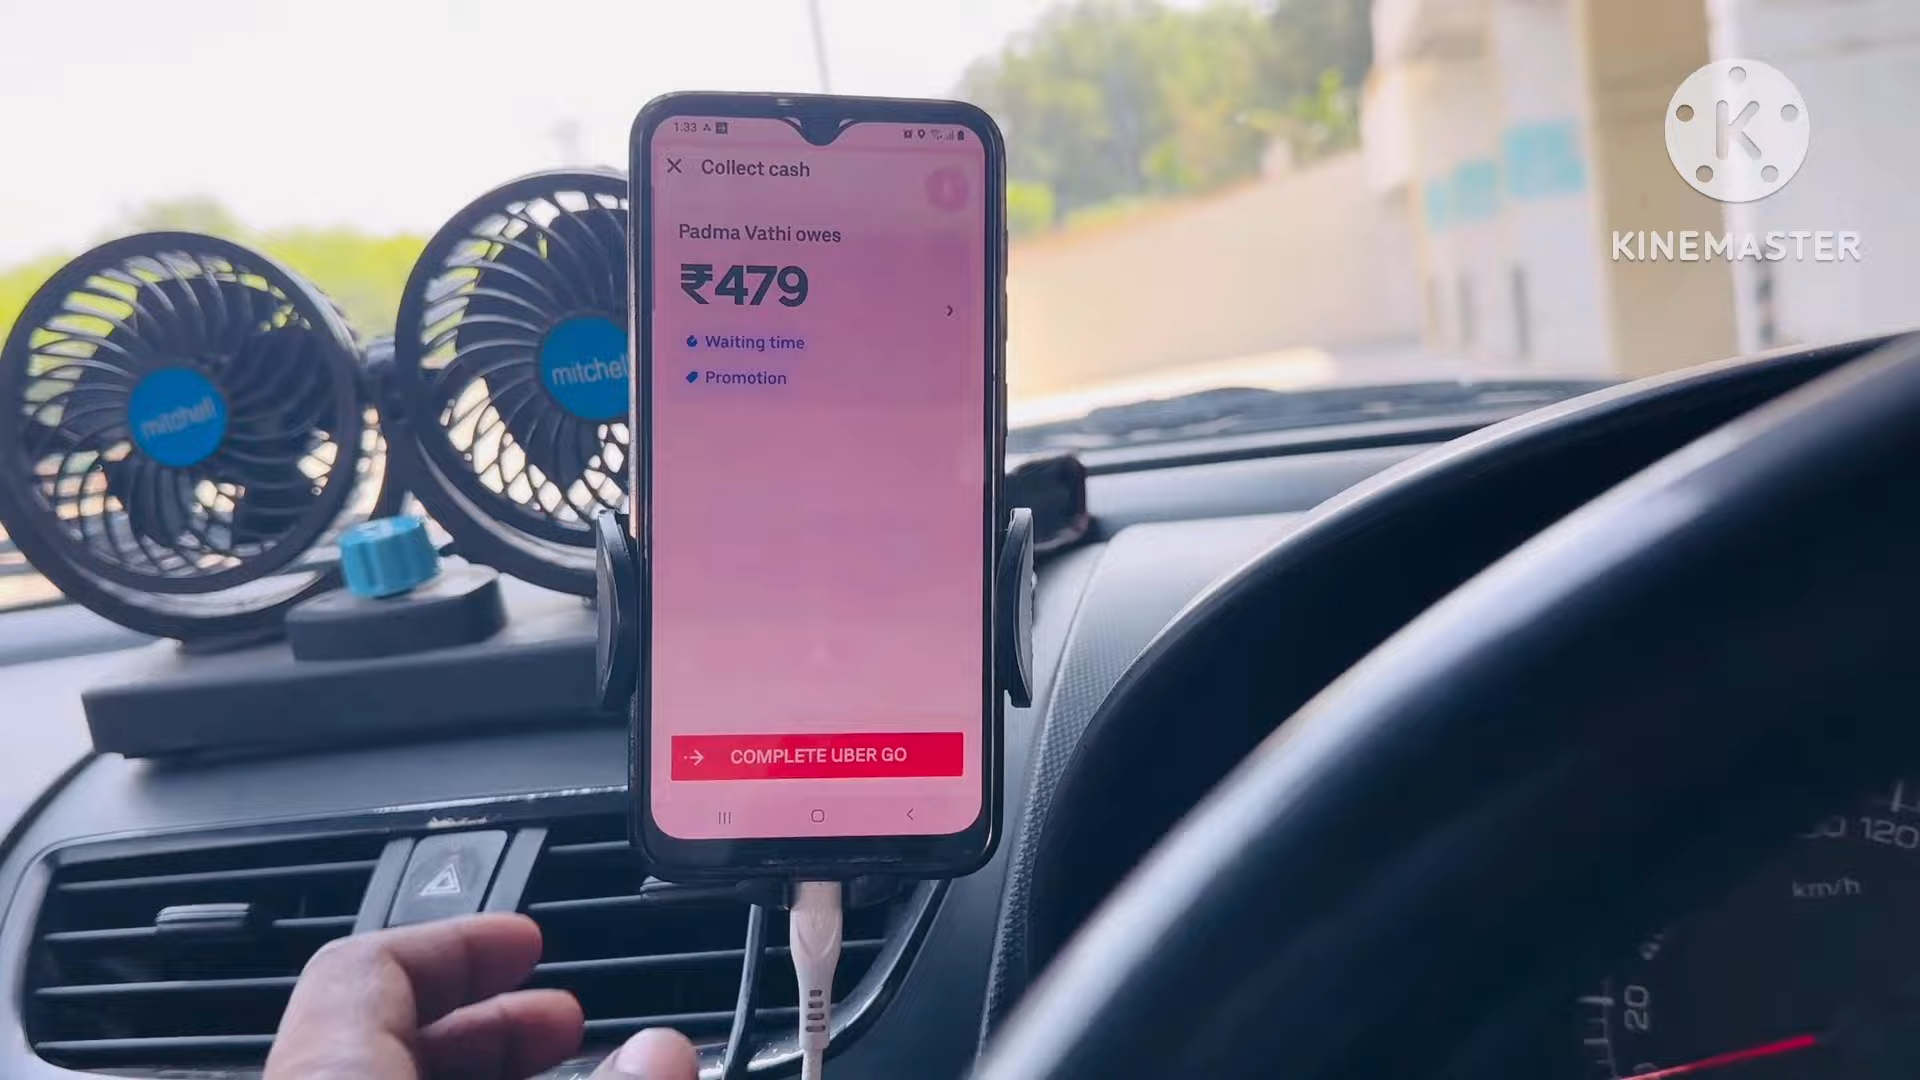 1:33
Collect cash
Padma Vathi owes
₹479
Waiting time
Promotion
COMPLETE UBER GO
mitchell
mitchel
K
KINEMASTER
120
km/h
20